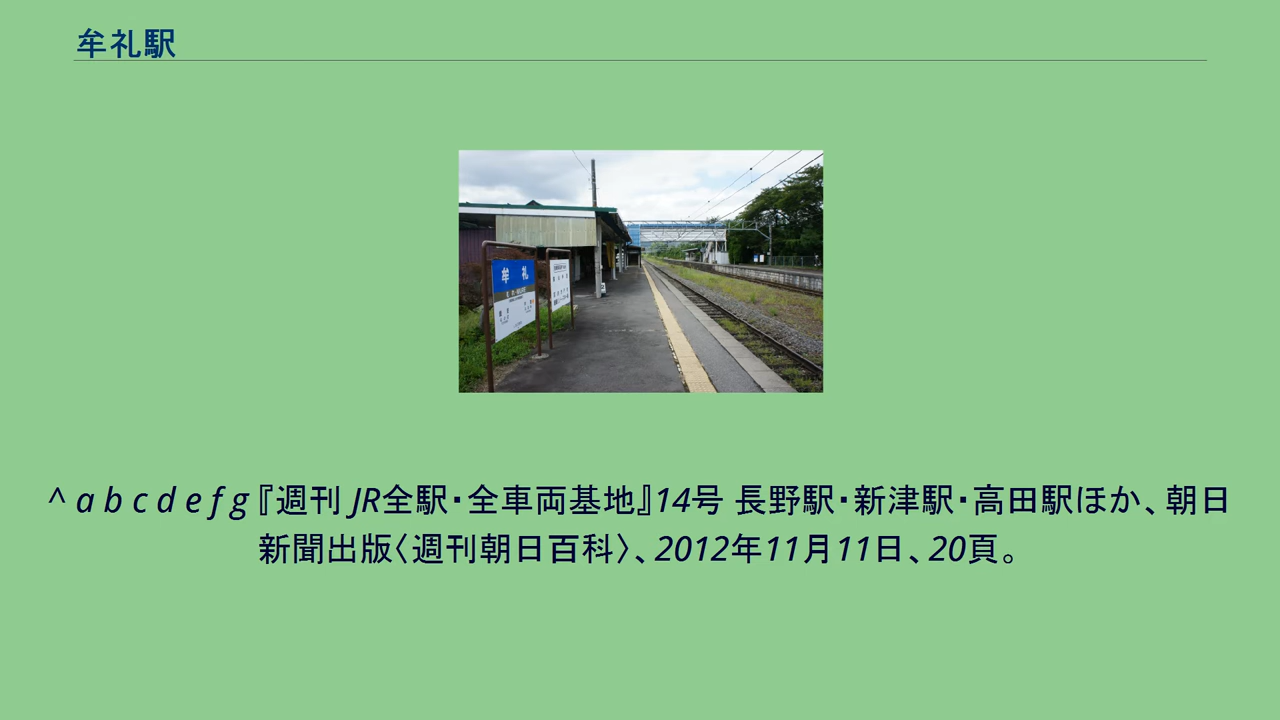 牟礼駅
牟礼
^ a b c d e f g 『週刊 JR全駅・全車両基地』14号 長野駅・新津駅・高田駅ほか、朝日
新聞出版〈週刊朝日百科〉、2012年11月11日、20頁。